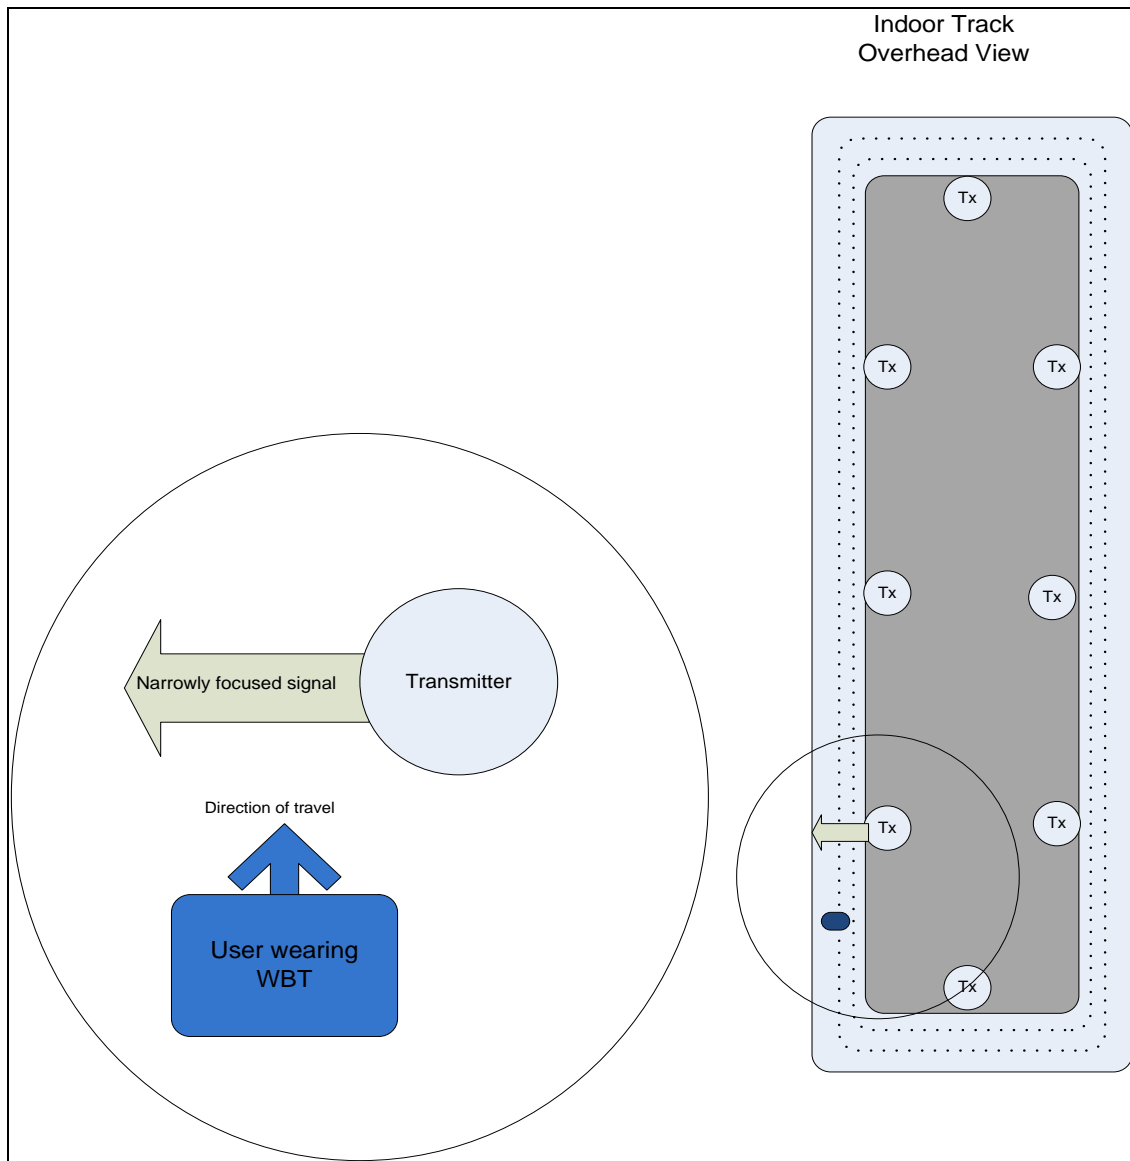 Indoor Track
Overhead View
Tx
Tx
Tx
Tx
Tx
Narrowly focused signal
Transmitter
Direction of travel
Tx
Tx
User wearing
WBT
Tx